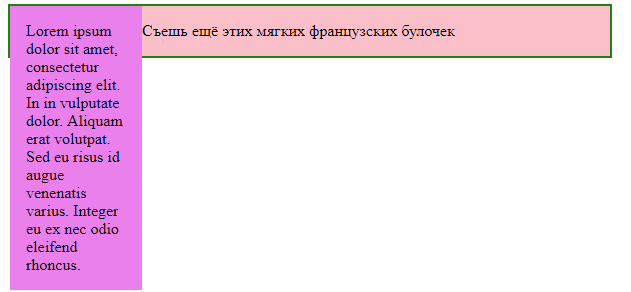 Lorem ipsum
dolor sit amet,
consectetur
adipiscing elit.
In in vulputate
dolor. Aliquam
erat volutpat.
Sed eu risus id
augue
venenatis
varius. Integer
eu ex nec odio
eleifend
rhoncus.
Съешь ещё этих мягких французских булочек